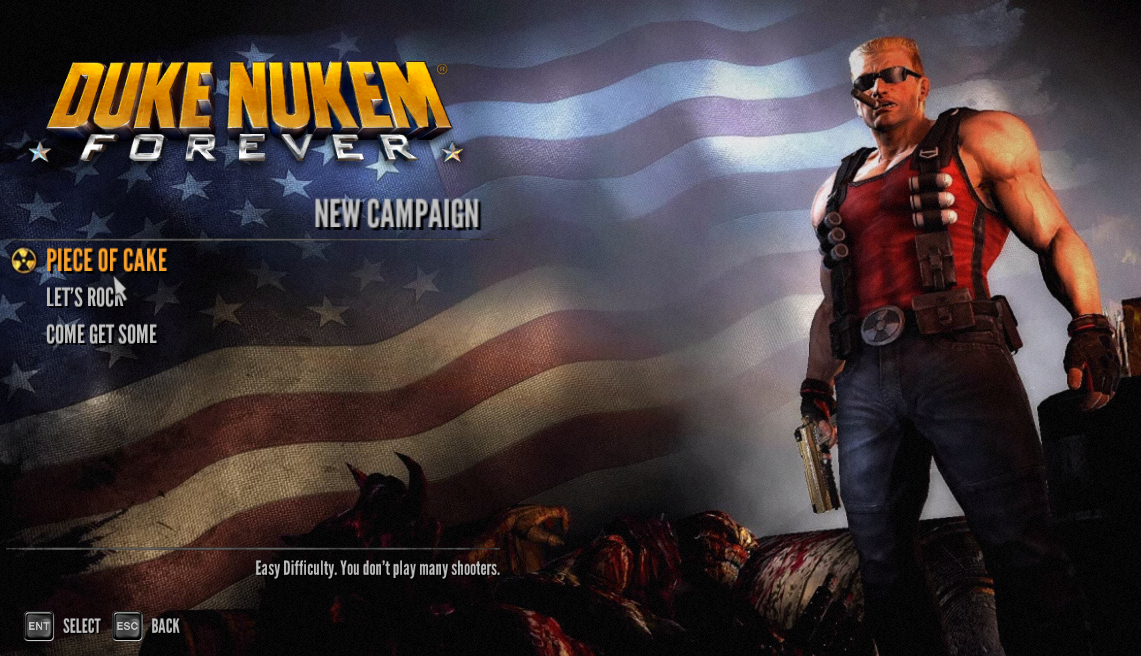 DUKE NUKEM®
FOREVER
NEW CAMPAIGN
PIECE OF CAKE
LET'S ROCK
COME GET SOME
Easy Difficulty. You don't play many shooters.
ENT SELECT ESC BACK